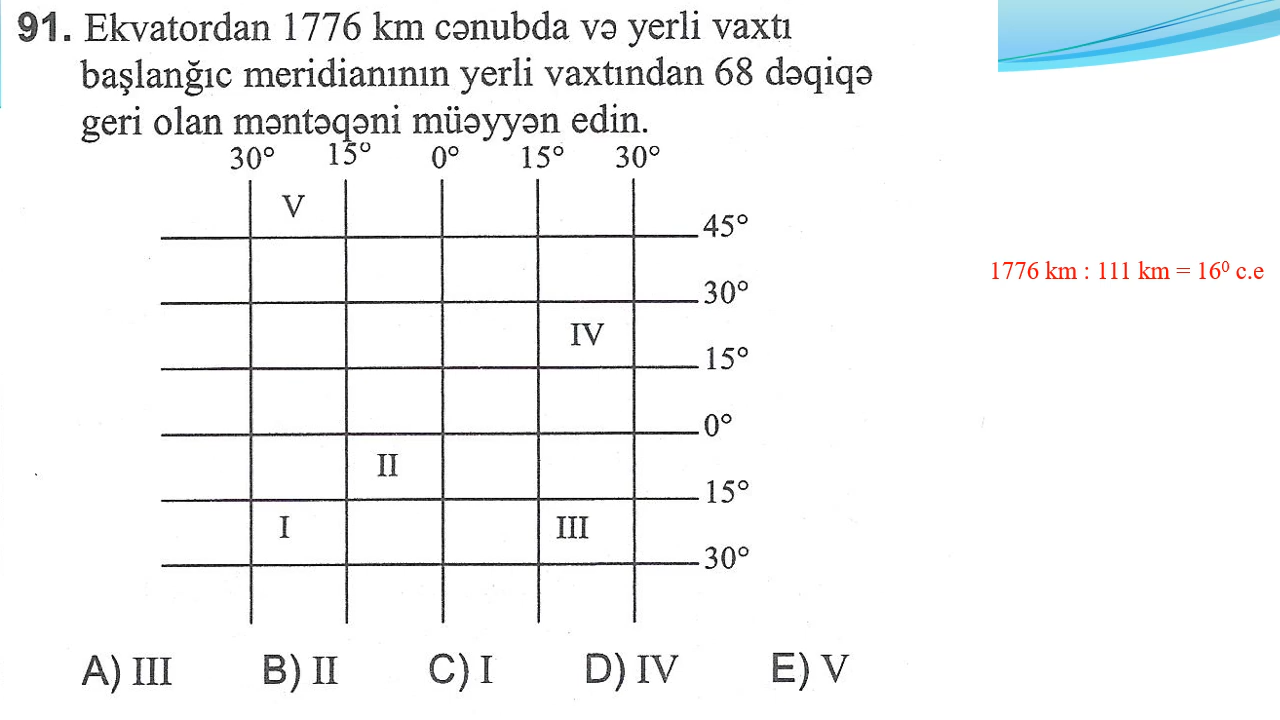 91. Ekvatordan 1776 km cənubda və yerli vaxtı
başlanğıc meridianının yerli vaxtından 68 dəqiqə
geri olan məntəqəni müəyyən edin.
30° 15° 0° 15° 30°
V
45°
1776 km : 111 km = 16⁰ c.e
30°
IV
15°
0°
II
15°
I III
30°
A) III B) II C) I D) IV E) V